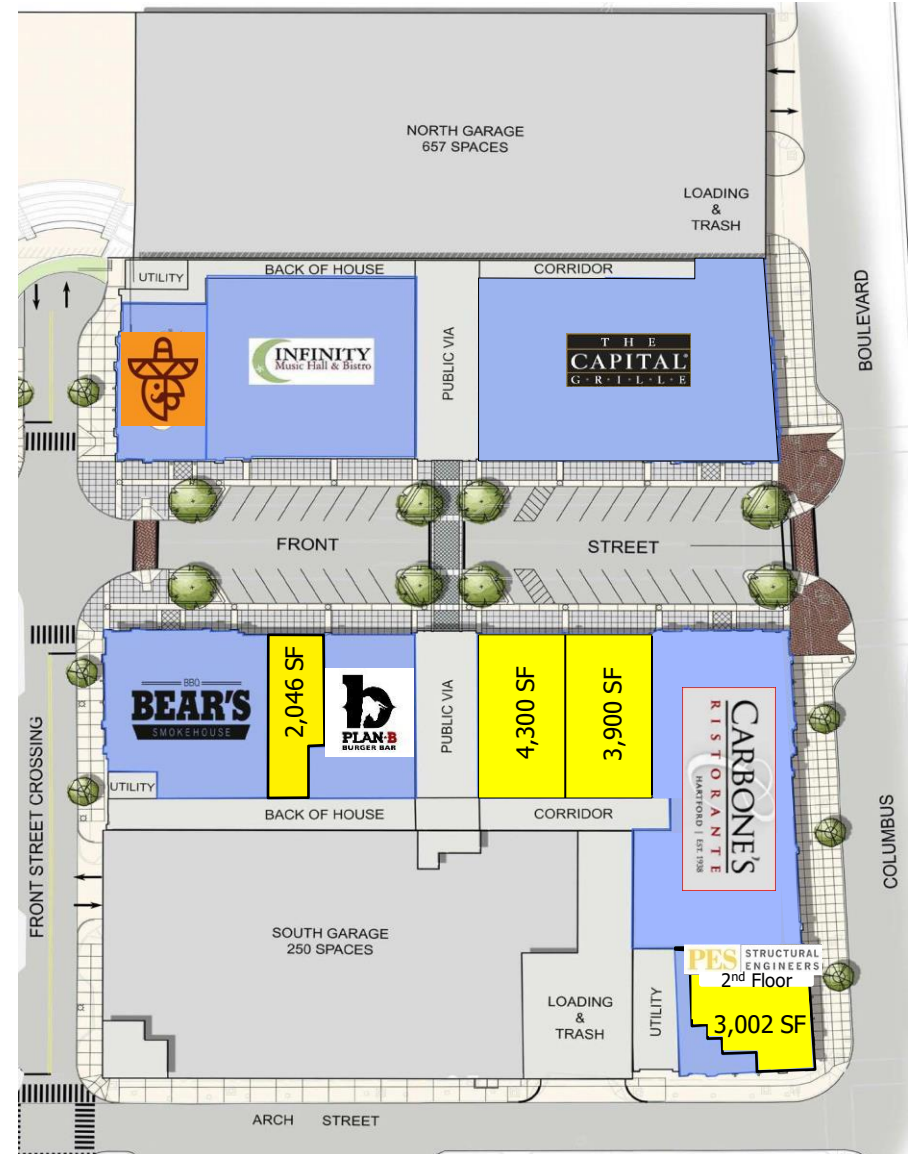 NORTH GARAGE
657 SPACES
LOADING
&
TRASH
UTILITY
BACK OF HOUSE
CORRIDOR
INFINITY
Music Hall & Bistro
PUBLIC VIA
THE
CAPITAL
G·R·I·L·L·E
BOULEVARD
FRONT
STREET
BBQ
BEAR'S
SMOKEHOUSE
2,046 SF
b
PLAN·B
BURGER BAR
PUBLIC VIA
4,300 SF
3,900 SF
CARBONE'S
RISTORANTE
HARTFORD | EST. 1938
UTILITY
BACK OF HOUSE
CORRIDOR
FRONT STREET CROSSING
COLUMBUS
SOUTH GARAGE
250 SPACES
PES STRUCTURAL
ENGINEERS
2nd Floor
3,002 SF
LOADING
&
TRASH
UTILITY
ARCH STREET